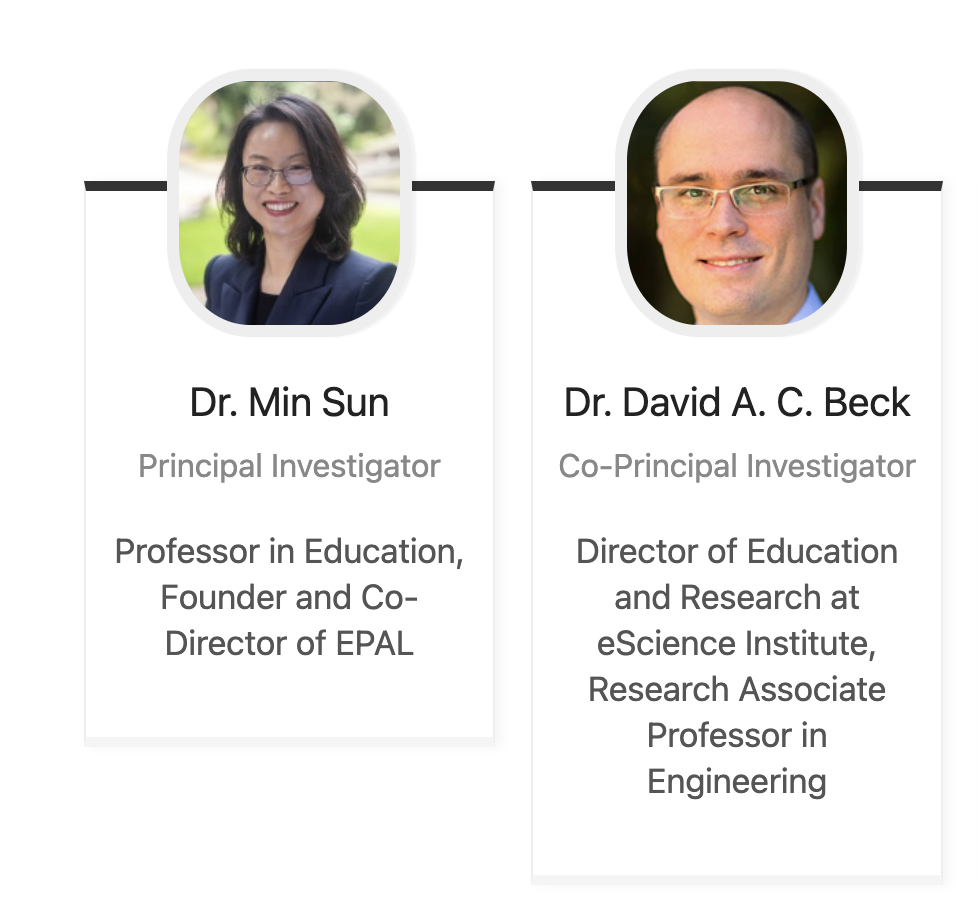 Dr. Min Sun
Principal Investigator
Professor in Education,
Founder and Co-
Director of EPAL
Dr. David A. C. Beck
Co-Principal Investigator
Director of Education
and Research at
eScience Institute,
Research Associate
Professor in
Engineering